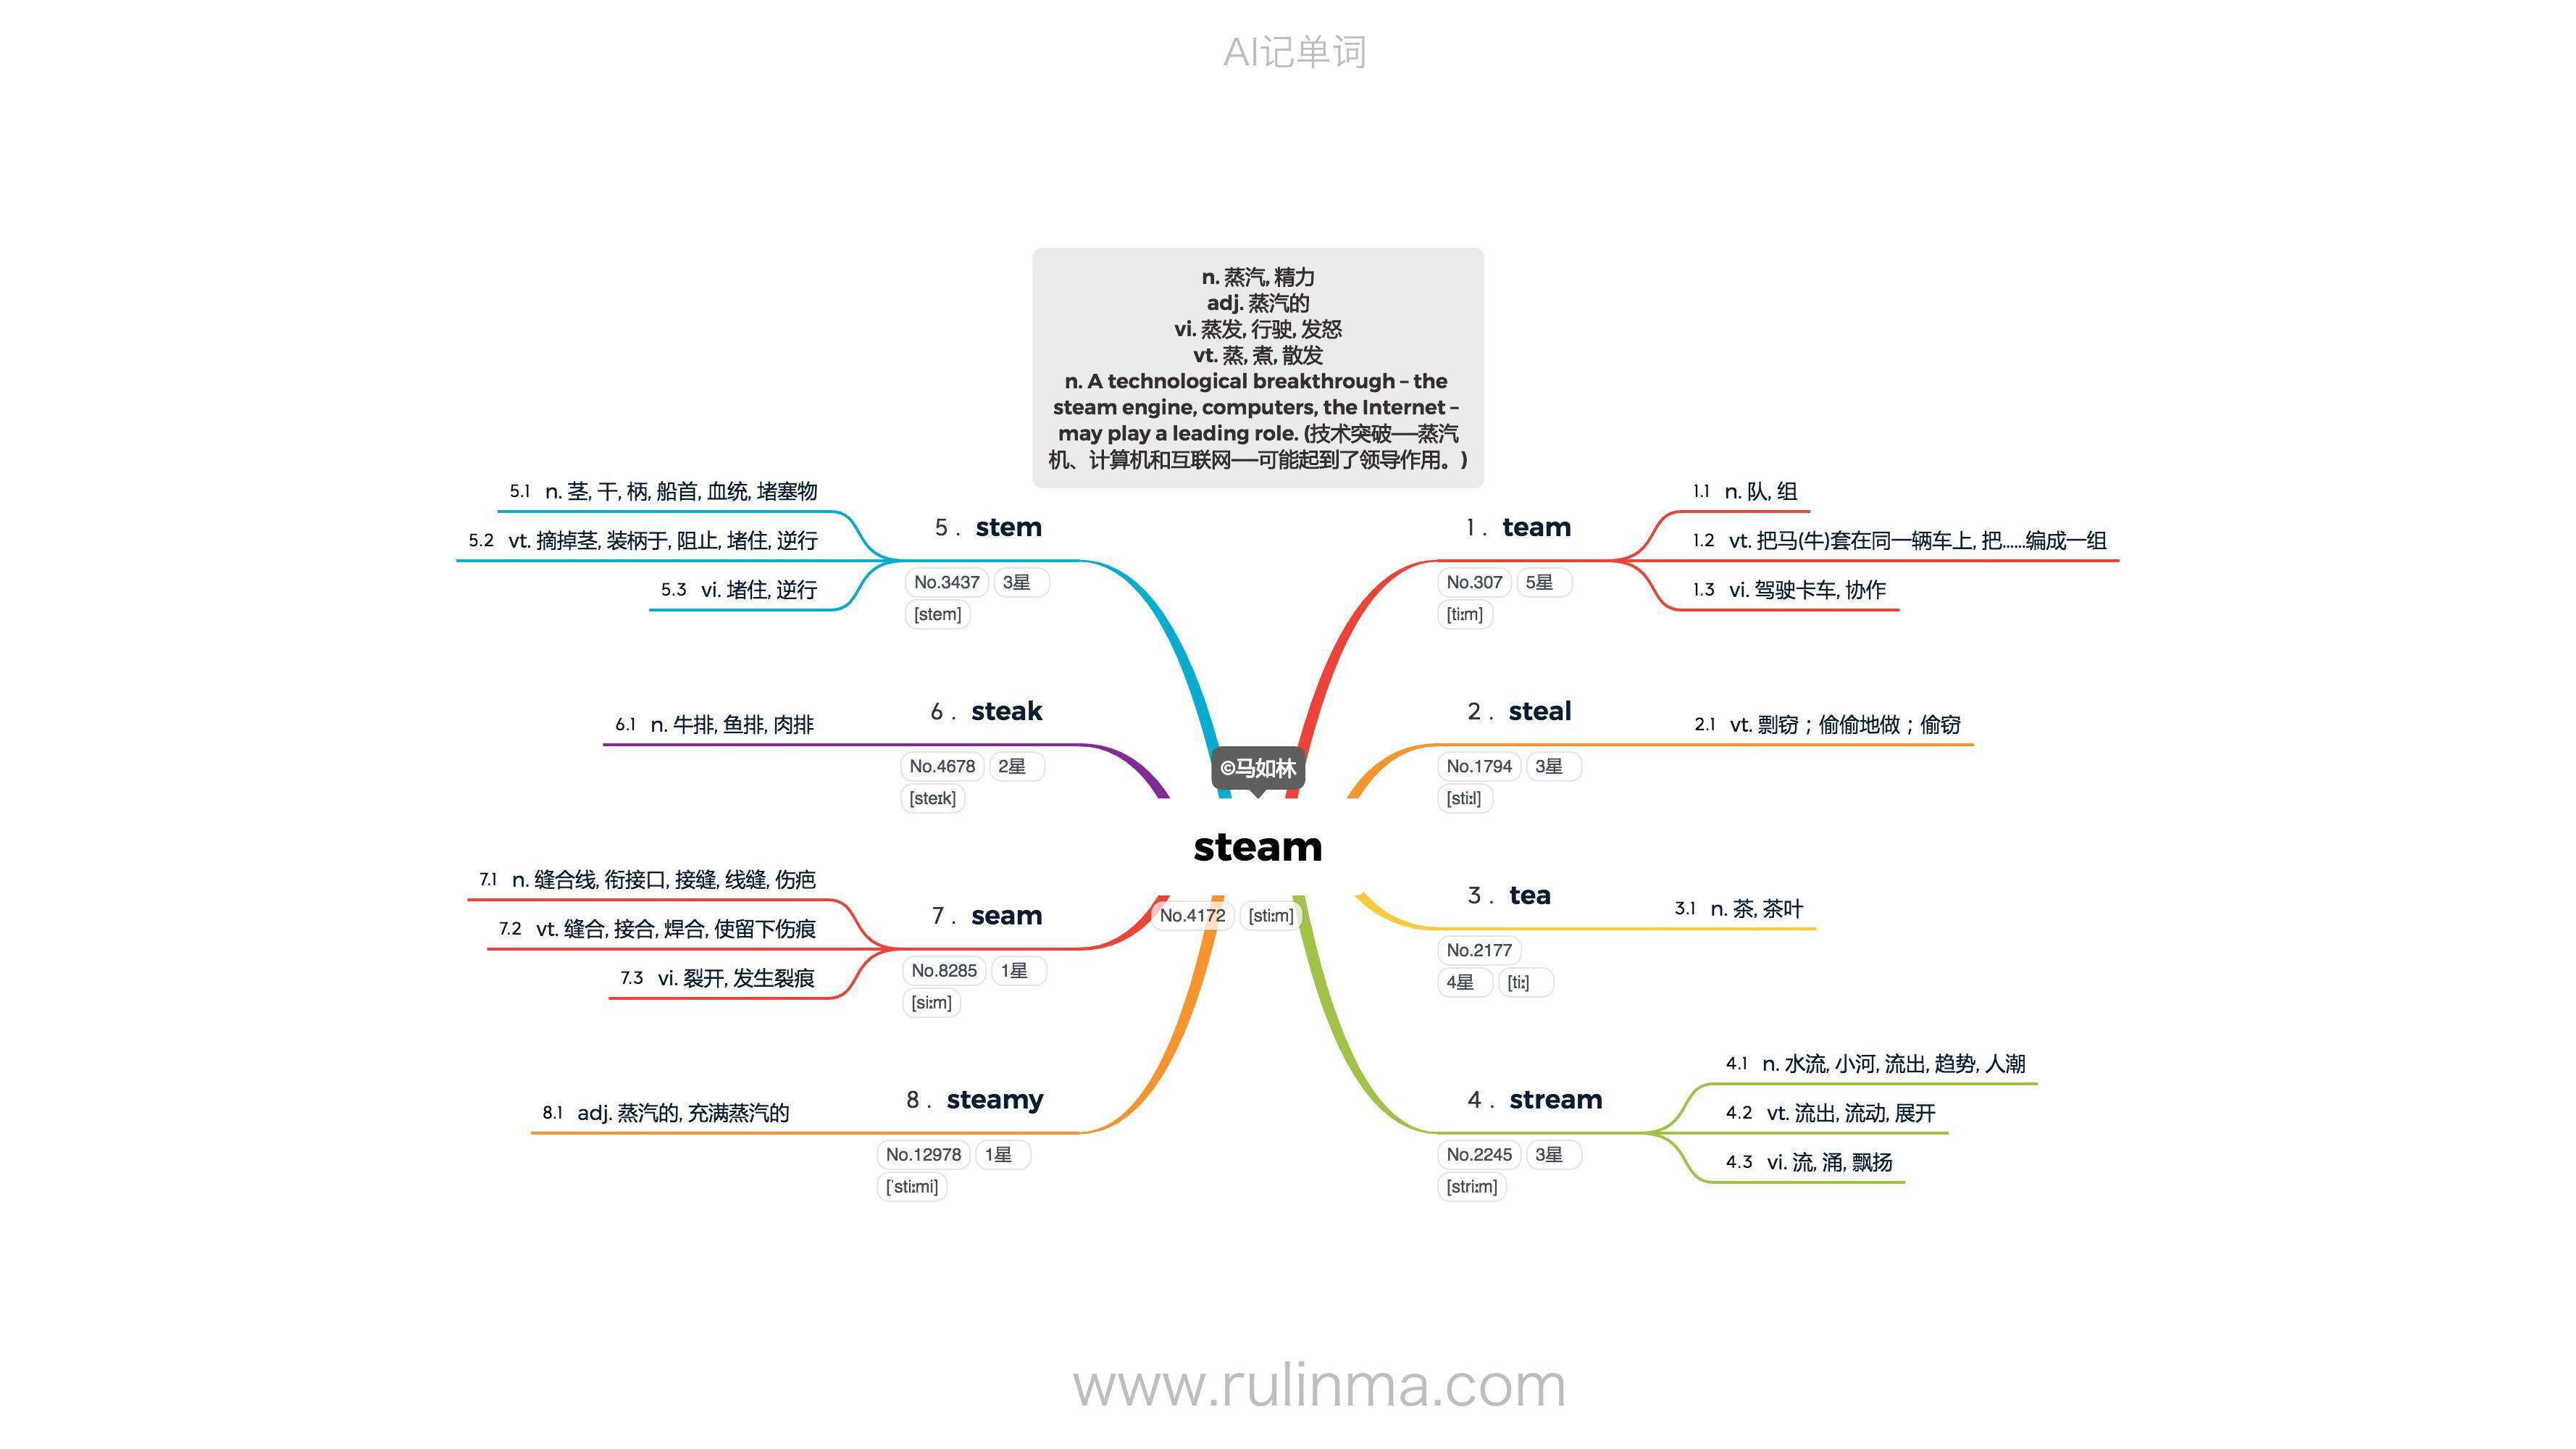 AI记单词
n. 蒸汽, 精力
adj. 蒸汽的
vi. 蒸发, 行驶, 发怒
vt. 蒸, 煮, 散发
n. A technological breakthrough – the
steam engine, computers, the Internet –
may play a leading role. (技术突破——蒸汽
机、计算机和互联网——可能起到了领导作用。)
©马如林
steam
No.4172 [stiːm]
1 . team
No.307 5星
[tiːm]
1.1 n. 队, 组
1.2 vt. 把马(牛)套在同一辆车上, 把......编成一组
1.3 vi. 驾驶卡车, 协作
2 . steal
No.1794 3星
[stiːl]
2.1 vt. 剽窃；偷偷地做；偷窃
3 . tea
No.2177
4星 [tiː]
3.1 n. 茶, 茶叶
4 . stream
No.2245 3星
[striːm]
4.1 n. 水流, 小河, 流出, 趋势, 人潮
4.2 vt. 流出, 流动, 展开
4.3 vi. 流, 涌, 飘扬
5 . stem
No.3437 3星
[stem]
5.1 n. 茎, 干, 柄, 船首, 血统, 堵塞物
5.2 vt. 摘掉茎, 装柄于, 阻止, 堵住, 逆行
5.3 vi. 堵住, 逆行
6 . steak
No.4678 2星
[steɪk]
6.1 n. 牛排, 鱼排, 肉排
7 . seam
No.8285 1星
[siːm]
7.1 n. 缝合线, 衔接口, 接缝, 线缝, 伤疤
7.2 vt. 缝合, 接合, 焊合, 使留下伤痕
7.3 vi. 裂开, 发生裂痕
8 . steamy
No.12978 1星
[ˈstiːmi]
8.1 adj. 蒸汽的, 充满蒸汽的
www.rulinma.com